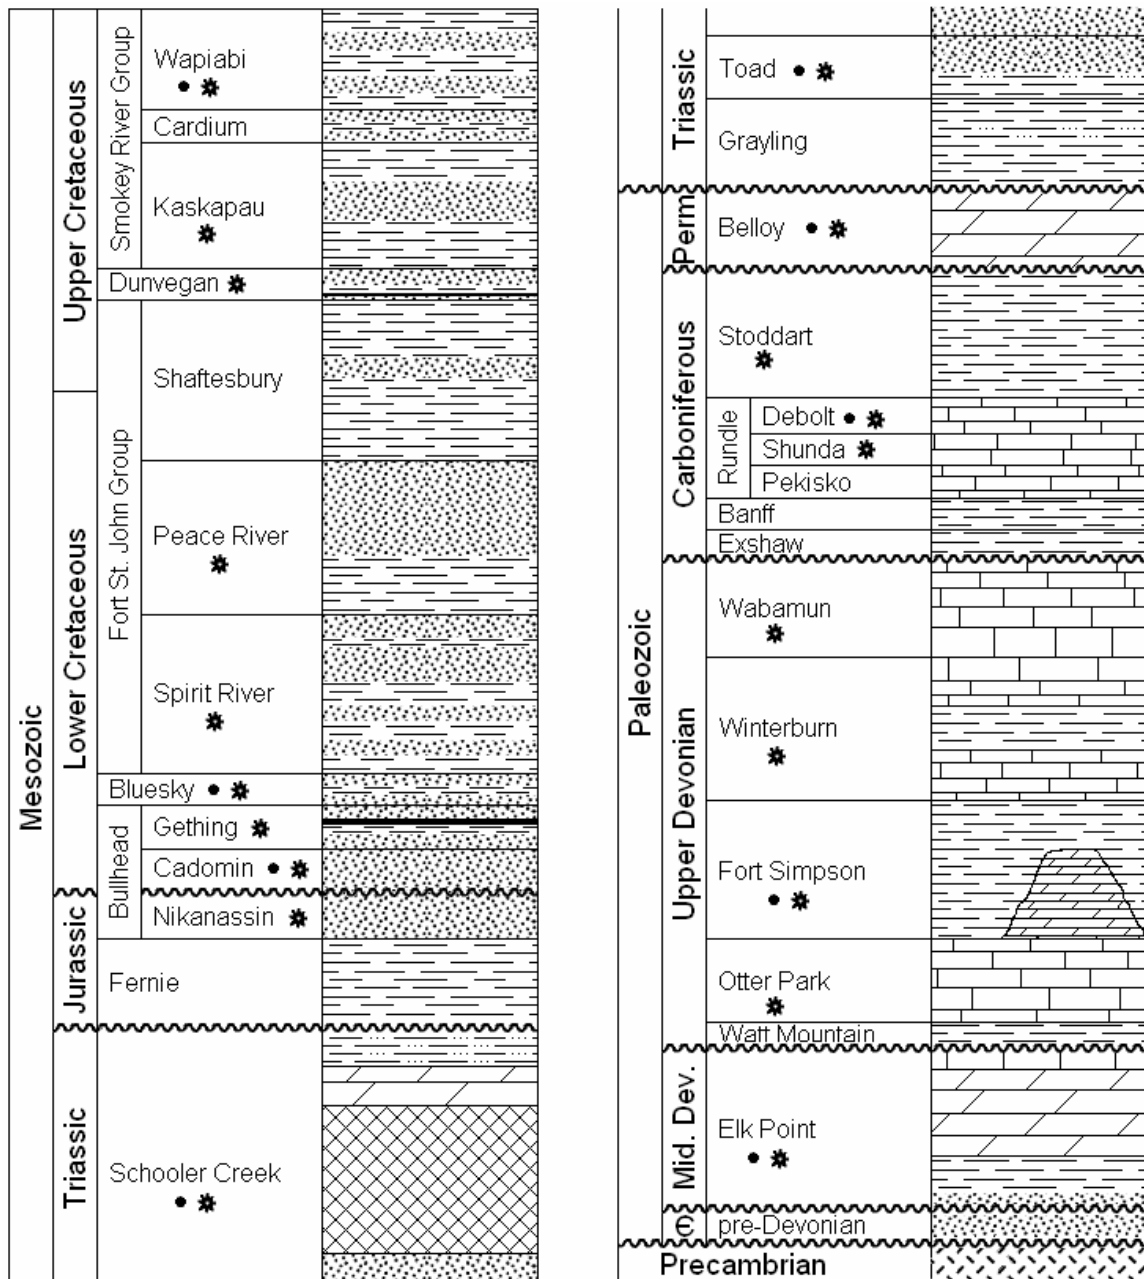 Mesozoic
Upper Cretaceous
Smokey River Group
Wapiabi
Cardium
Kaskapau
Dunvegan
Lower Cretaceous
Fort St. John Group
Shaftesbury
Peace River
Spirit River
Bluesky
Bullhead
Gething
Cadomin
Jurassic
Nikanassin
Fernie
Triassic
Schooler Creek
Triassic
Toad
Grayling
Paleozoic
Perm
Belloy
Carboniferous
Stoddart
Rundle
Debolt
Shunda
Pekisko
Banff
Exshaw
Upper Devonian
Wabamun
Winterburn
Fort Simpson
Otter Park
Watt Mountain
Mid. Dev.
Elk Point
pre-Devonian
Precambrian